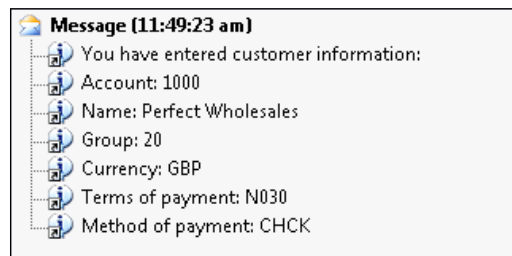 Message (11:49:23 am)
You have entered customer information:
Account: 1000
Name: Perfect Wholesales
Group: 20
Currency: GBP
Terms of payment: N030
Method of payment: CHCK